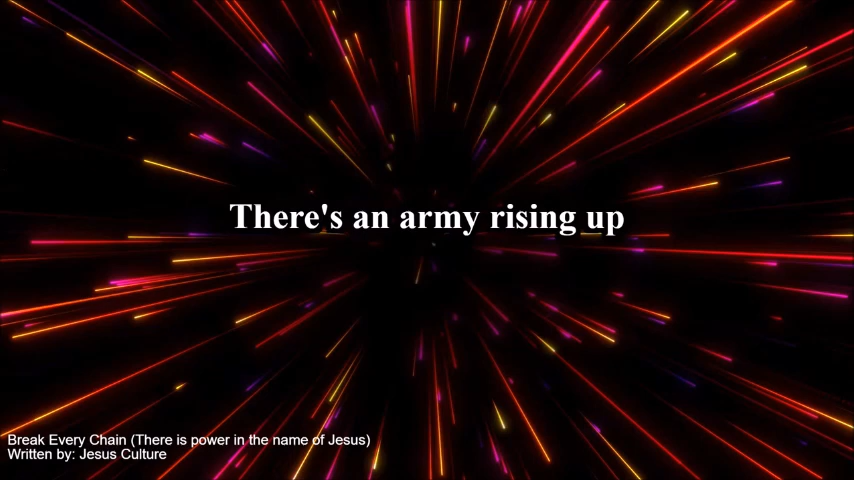 There's an army rising up
Break Every Chain (There is power in the name of Jesus)
Written by: Jesus Culture